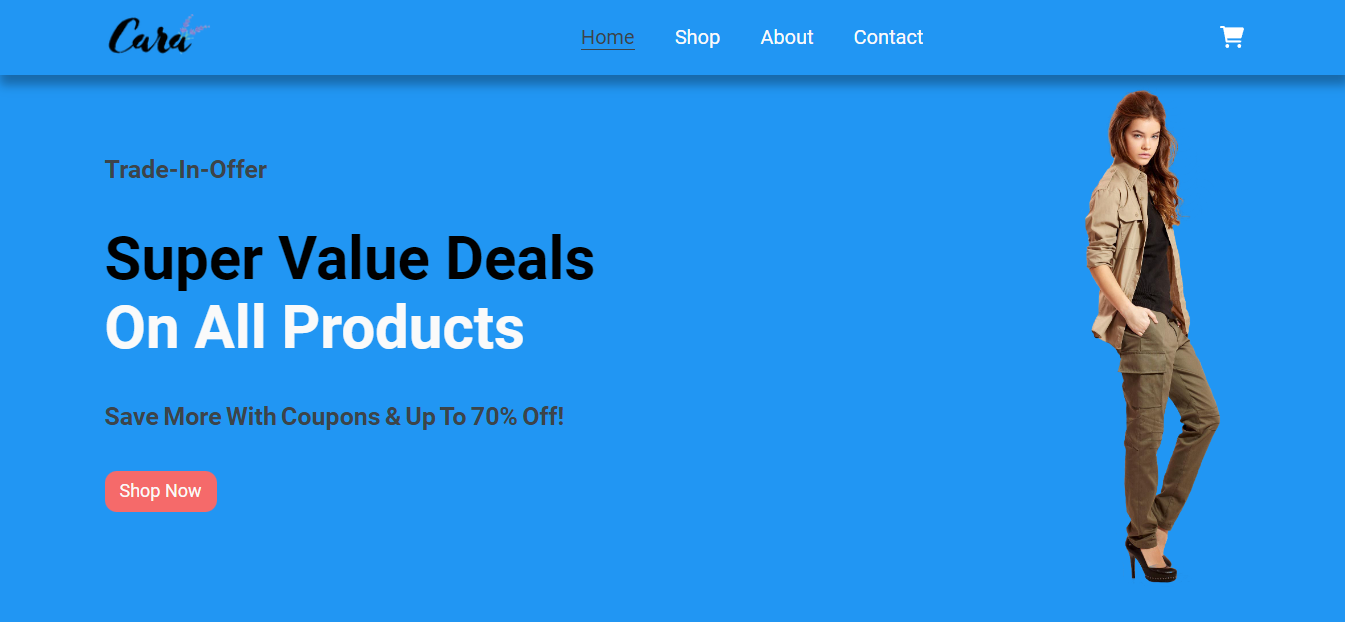 Cara
Home Shop About Contact
Trade-In-Offer
Super Value Deals
On All Products
Save More With Coupons & Up To 70% Off!
Shop Now